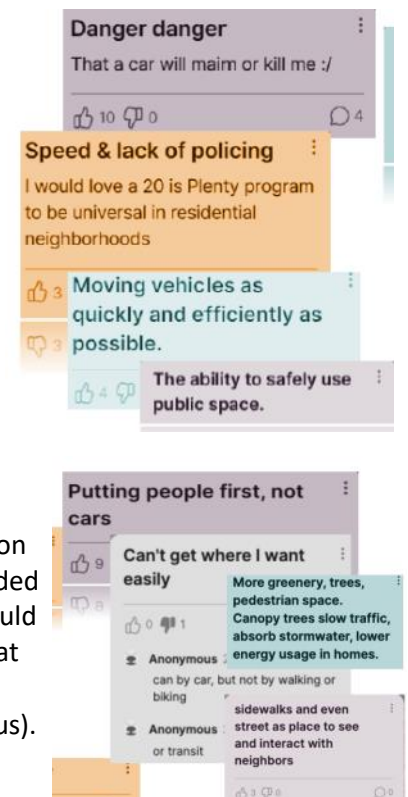 Danger danger
That a car will maim or kill me :/
10 0 4
Speed & lack of policing
I would love a 20 is Plenty program
to be universal in residential
neighborhoods
3
3
Moving vehicles as
quickly and efficiently as
possible.
4
The ability to safely use
public space.
Putting people first, not
cars
9
on
ded
uld
at
us).
Can't get where I want
easily
0 1
Anonymous
can by car, but not by walking or
biking
Anonymous
or transit
More greenery, trees,
pedestrian space.
Canopy trees slow traffic,
absorb stormwater, lower
energy usage in homes.
sidewalks and even
street as place to see
and interact with
neighbors
3 0 0